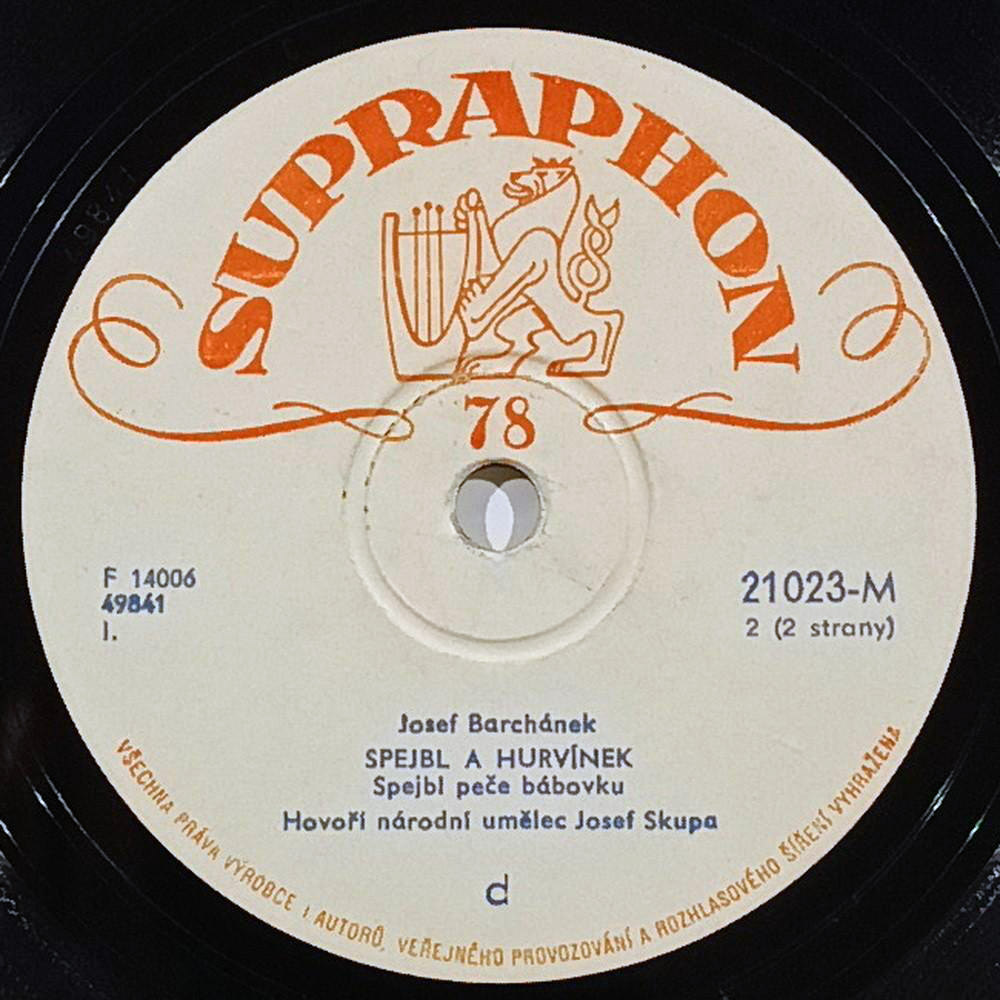 SUPRAPHON
78
F 14006
49841
I.
21023-M
2 (2 strany)
Josef Barchánek
SPEJBL A HURVÍNEK
Spejbl peče bábovku
Hovoří národní umělec Josef Skupa
d
VŠECHNA PRÁVA VÝROBCE I AUTORŮ, VEŘEJNÉHO PROVOZOVÁNÍ A ROZHLASOVÉHO ŠÍŘENÍ VYHRAŽENA
49841